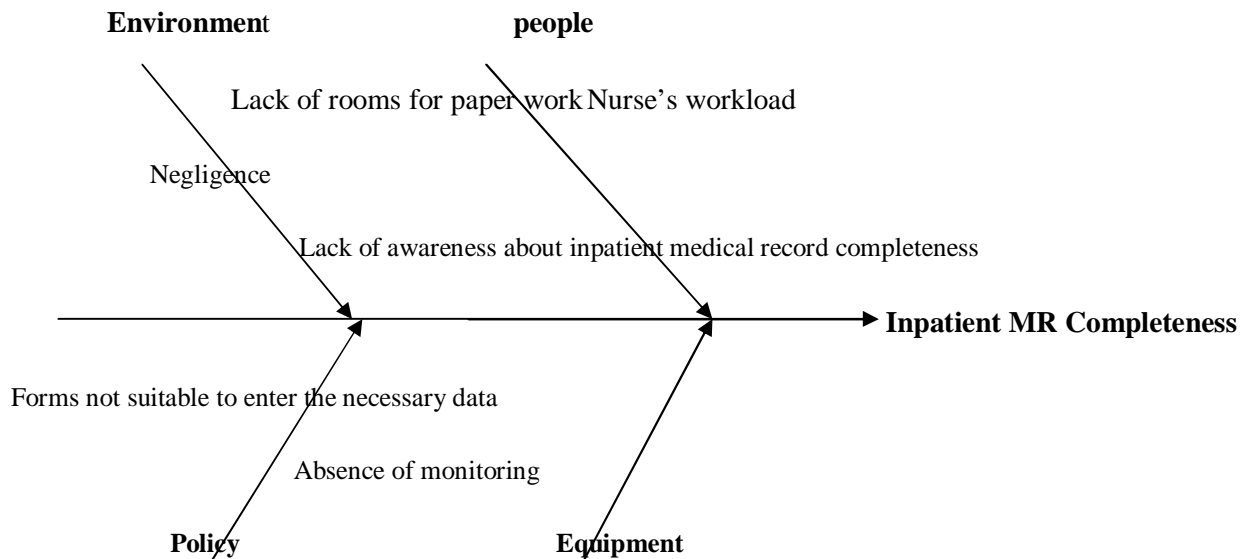 Environment people
Lack of rooms for paper work Nurse’s workload
Negligence
Lack of awareness about inpatient medical record completeness
Inpatient MR Completeness
Forms not suitable to enter the necessary data
Absence of monitoring
Policy Equipment